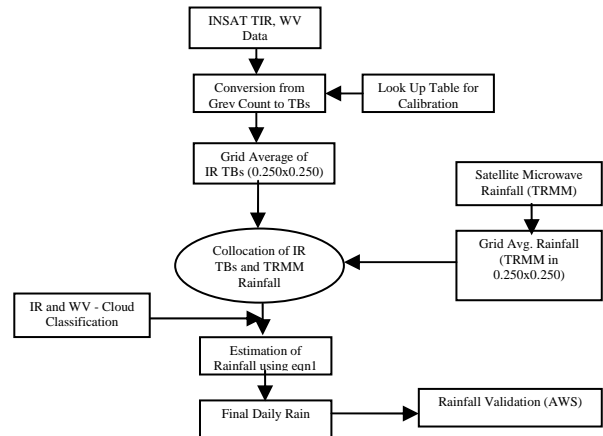 INSAT TIR, WV
Data
Conversion from
Grey Count to TBs
Look Up Table for
Calibration
Grid Average of
IR TBs (0.250x0.250)
Satellite Microwave
Rainfall (TRMM)
Collocation of IR
TBs and TRMM
Rainfall
Grid Avg. Rainfall
(TRMM in
0.250x0.250)
IR and WV - Cloud
Classification
Estimation of
Rainfall using eqn1
Final Daily Rain
Rainfall Validation (AWS)